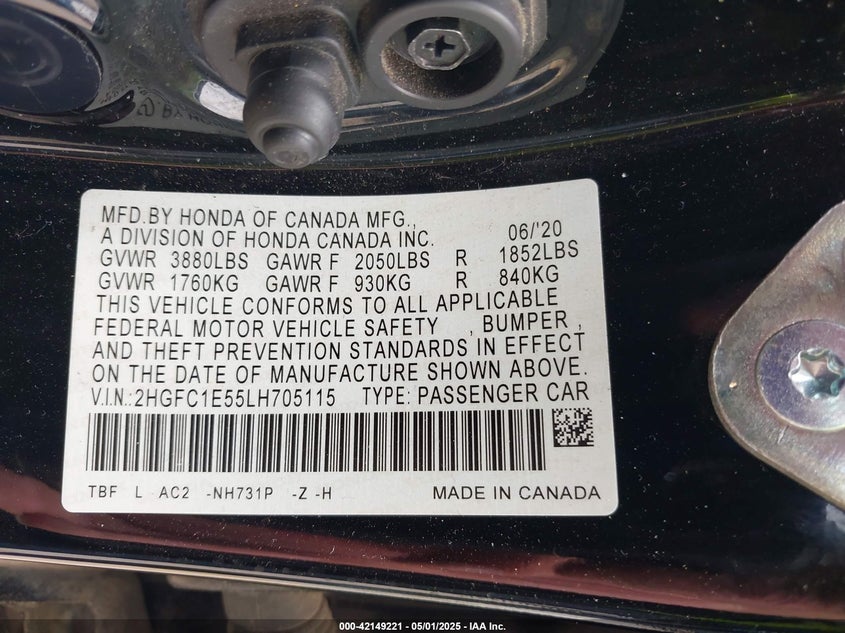 MFD.BY HONDA OF CANADA MFG.,
A DIVISION OF HONDA CANADA INC. 06/'20
GVWR 3880LBS GAWR F 2050LBS R 1852LBS
GVWR 1760KG GAWR F 930KG R 840KG
THIS VEHICLE CONFORMS TO ALL APPLICABLE
FEDERAL MOTOR VEHICLE SAFETY , BUMPER ,
AND THEFT PREVENTION STANDARDS IN EFFECT
ON THE DATE OF MANUFACTURE SHOWN ABOVE.
V.I.N.:2HGFC1E55LH705115 TYPE: PASSENGER CAR
TBF L AC2 -NH731P -Z -H MADE IN CANADA
000-42149221 - 05/01/2025 - IAA Inc.